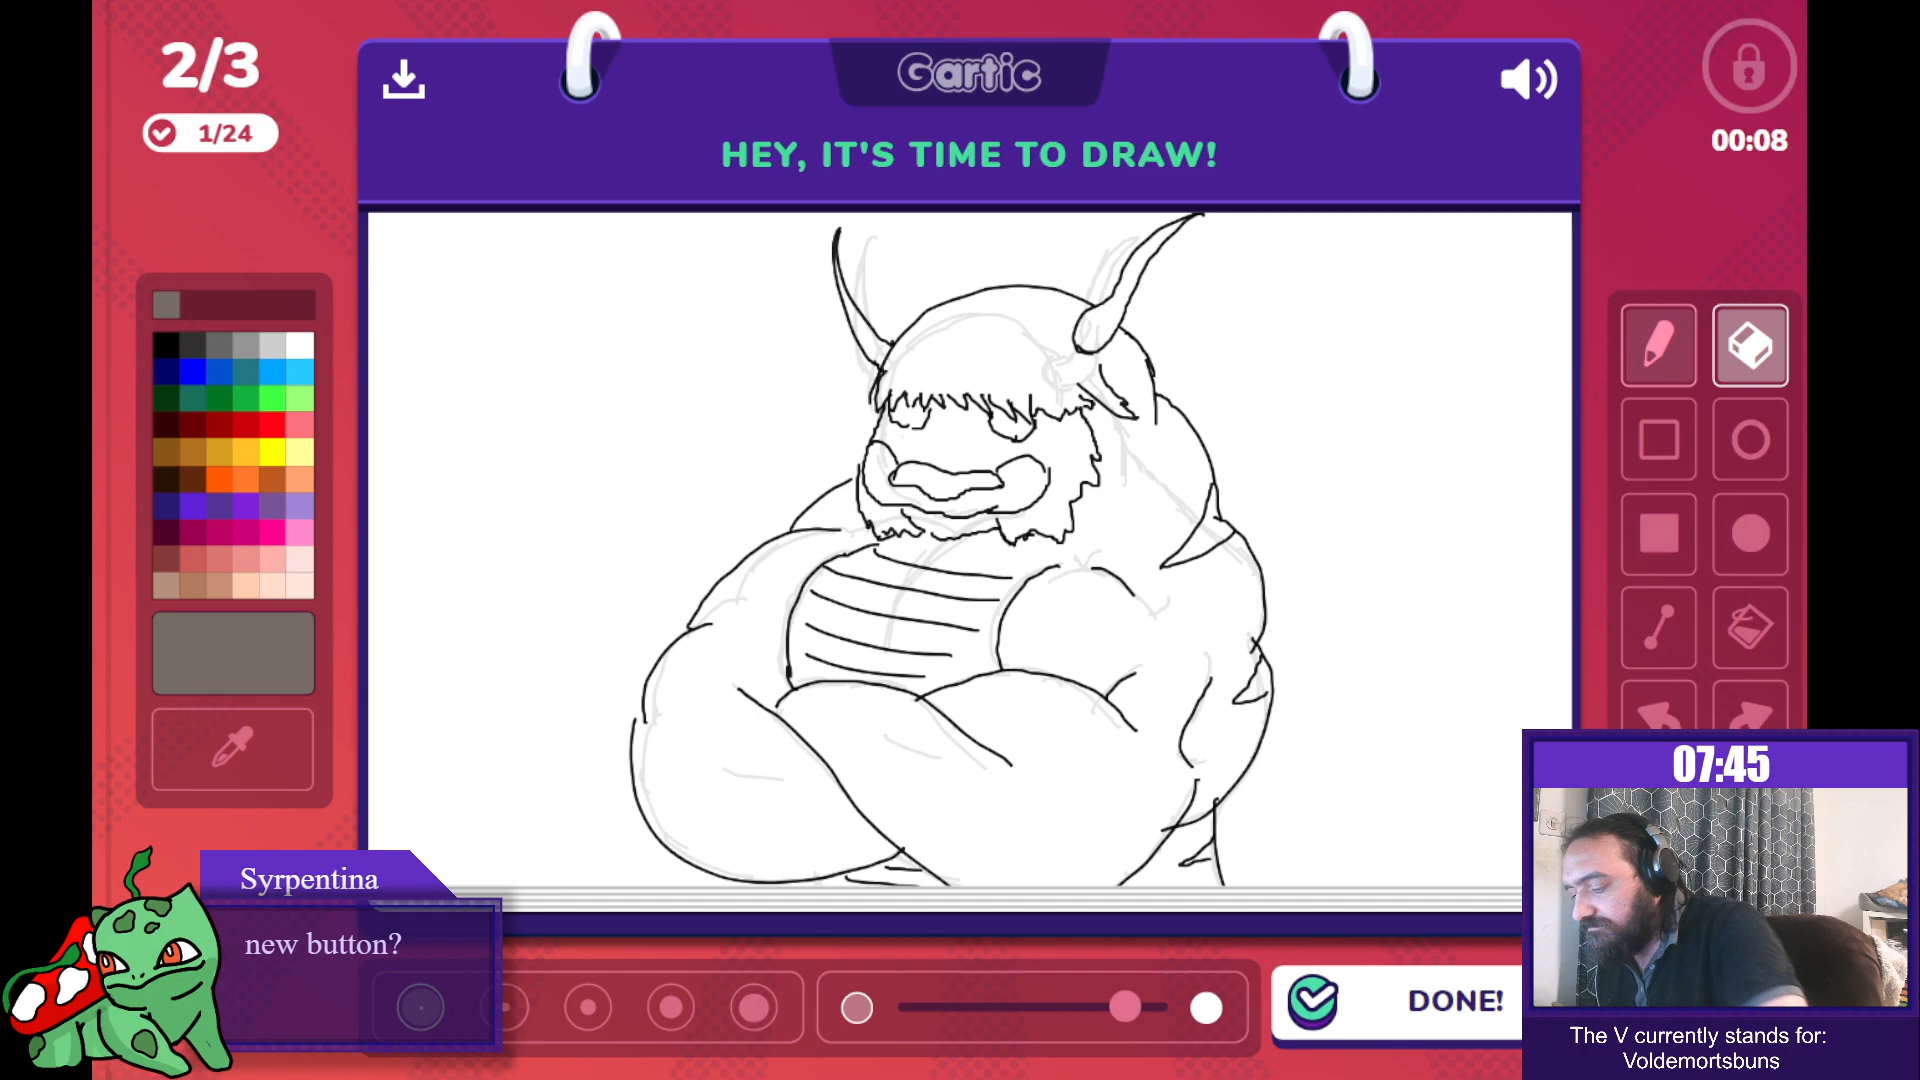 2/3
1/24
Gartic
HEY, IT'S TIME TO DRAW!
00:08
Syrpentina
new button?
DONE!
07:45
The V currently stands for:
Voldemortsbuns